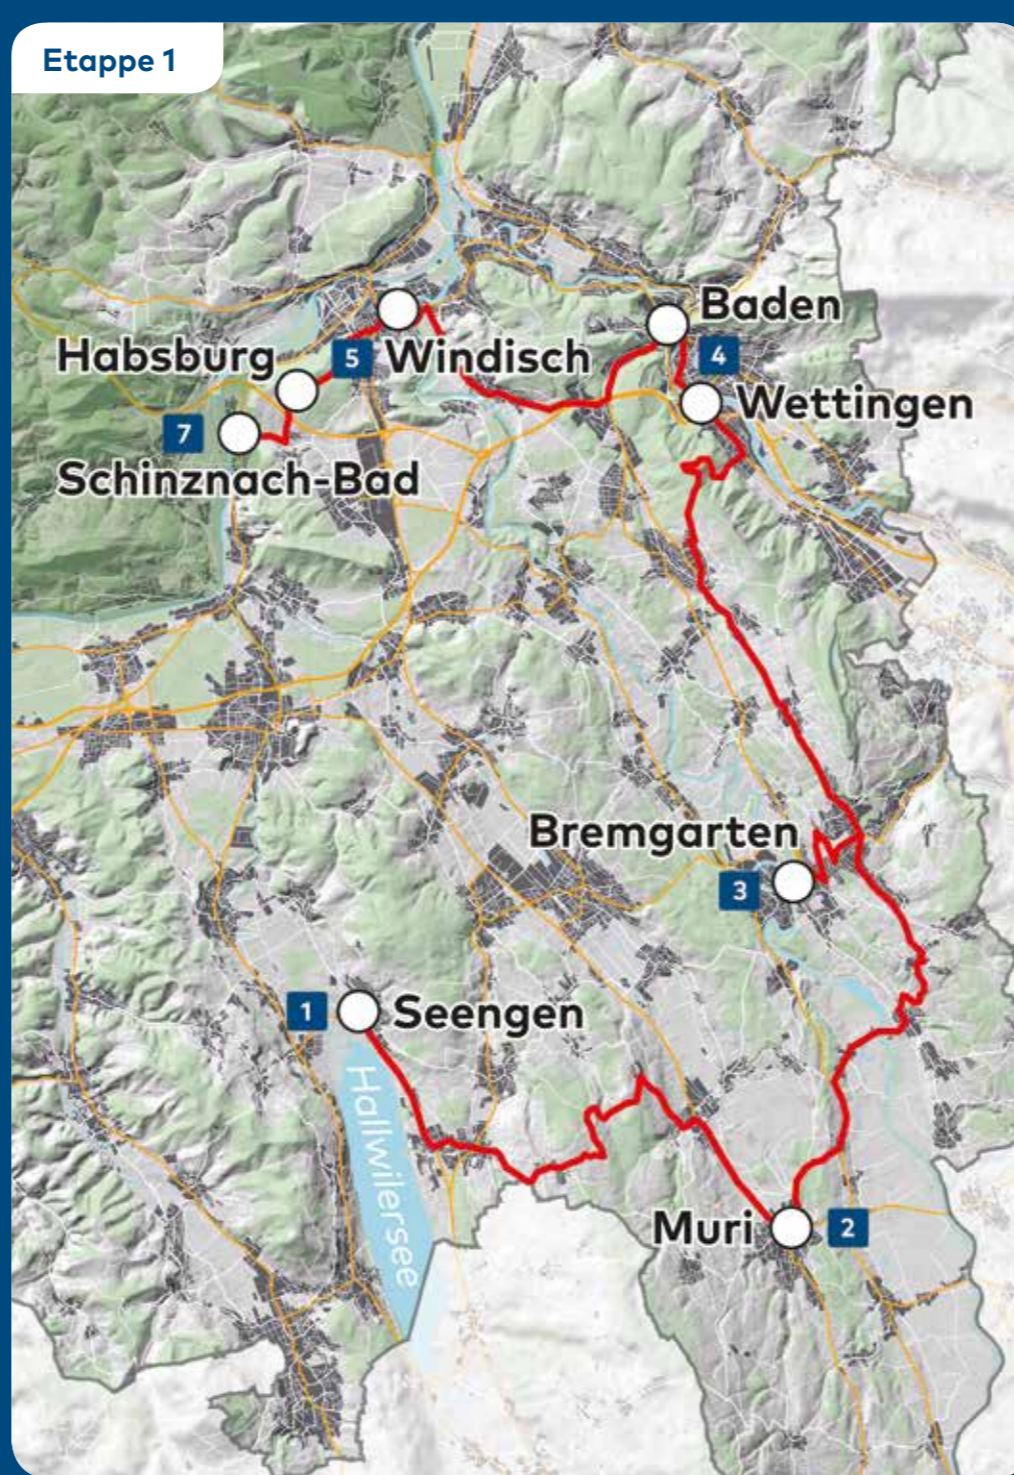 Etappe 1
Baden
4
Habsburg
5
Windisch
Wettingen
7
Schinznach-Bad
Bremgarten
3
1
Seengen
Hallwilersee
Muri
2